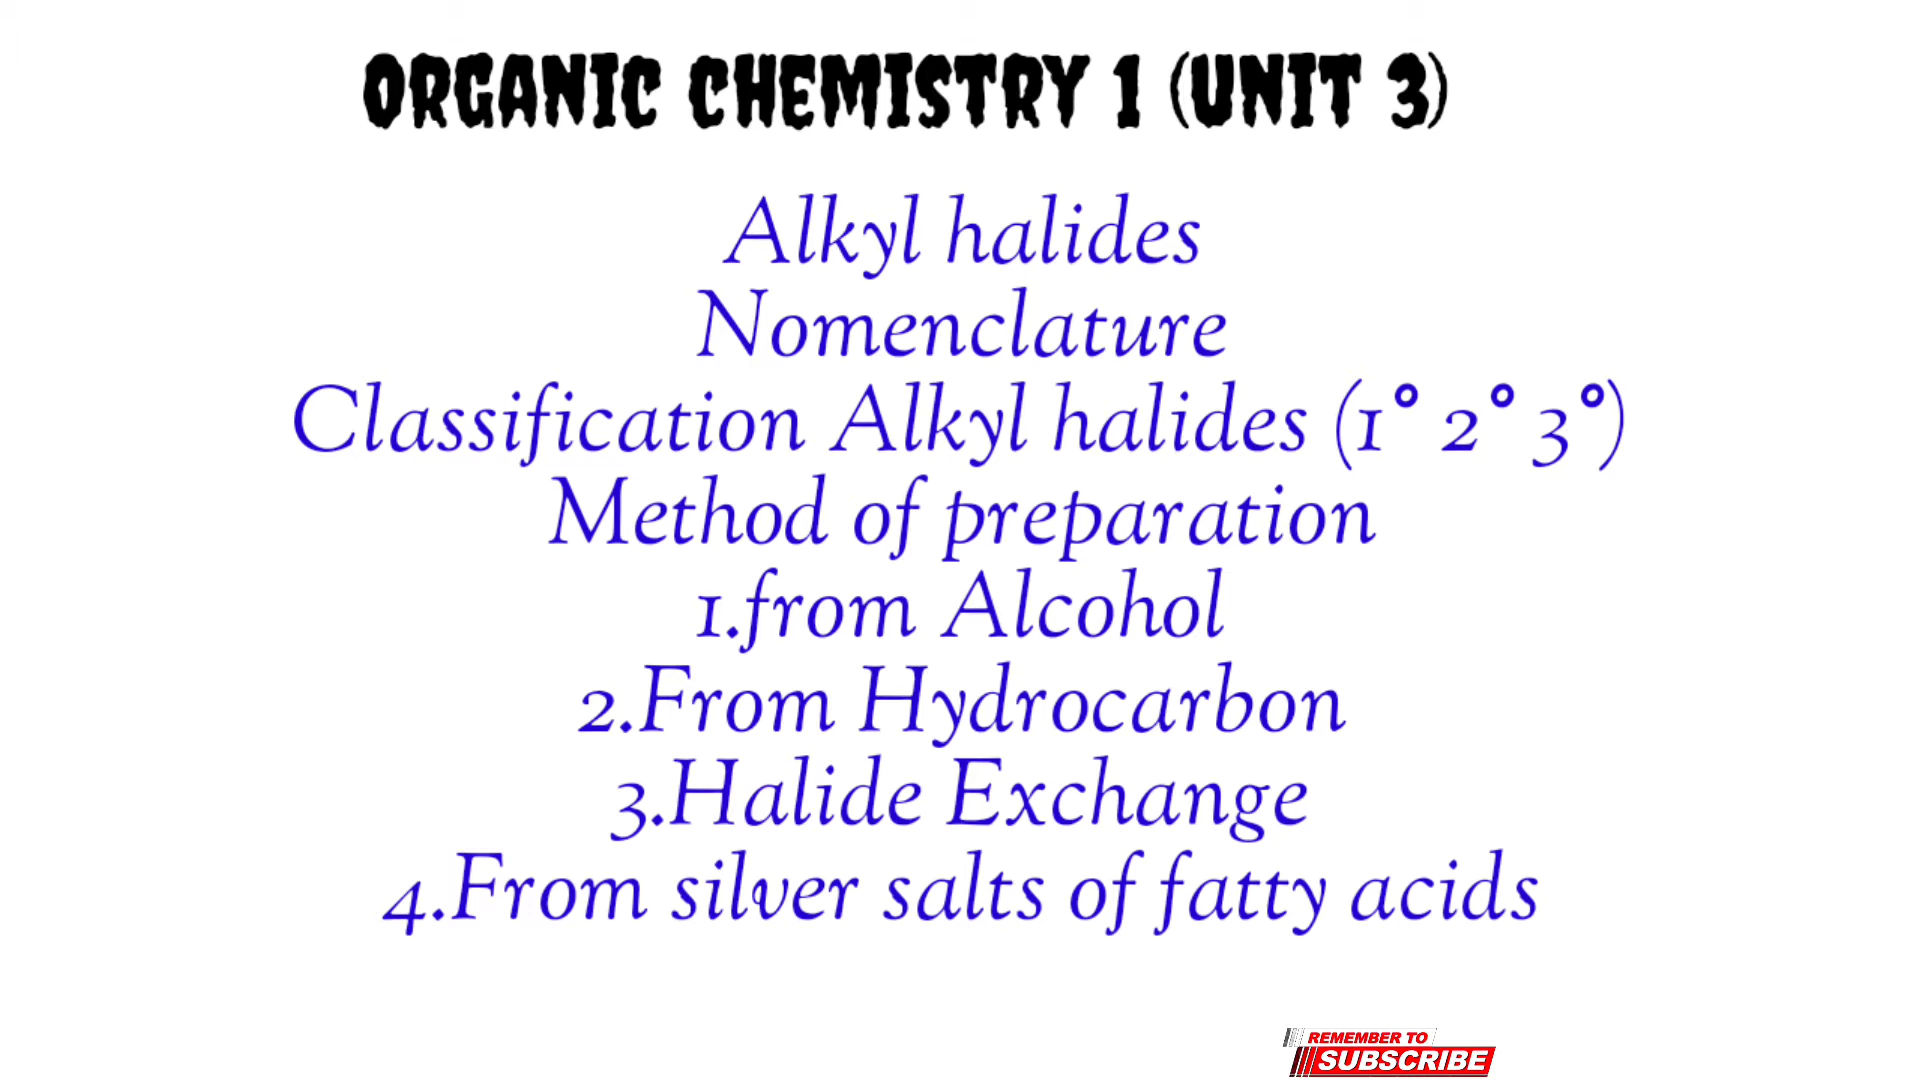 ORGANIC CHEMISTRY 1 (UNIT 3)
Alkyl halides
Nomenclature
Classification Alkyl halides (1° 2° 3°)
Method of preparation
1.from Alcohol
2.From Hydrocarbon
3.Halide Exchange
4.From silver salts of fatty acids
REMEMBER TO
SUBSCRIBE